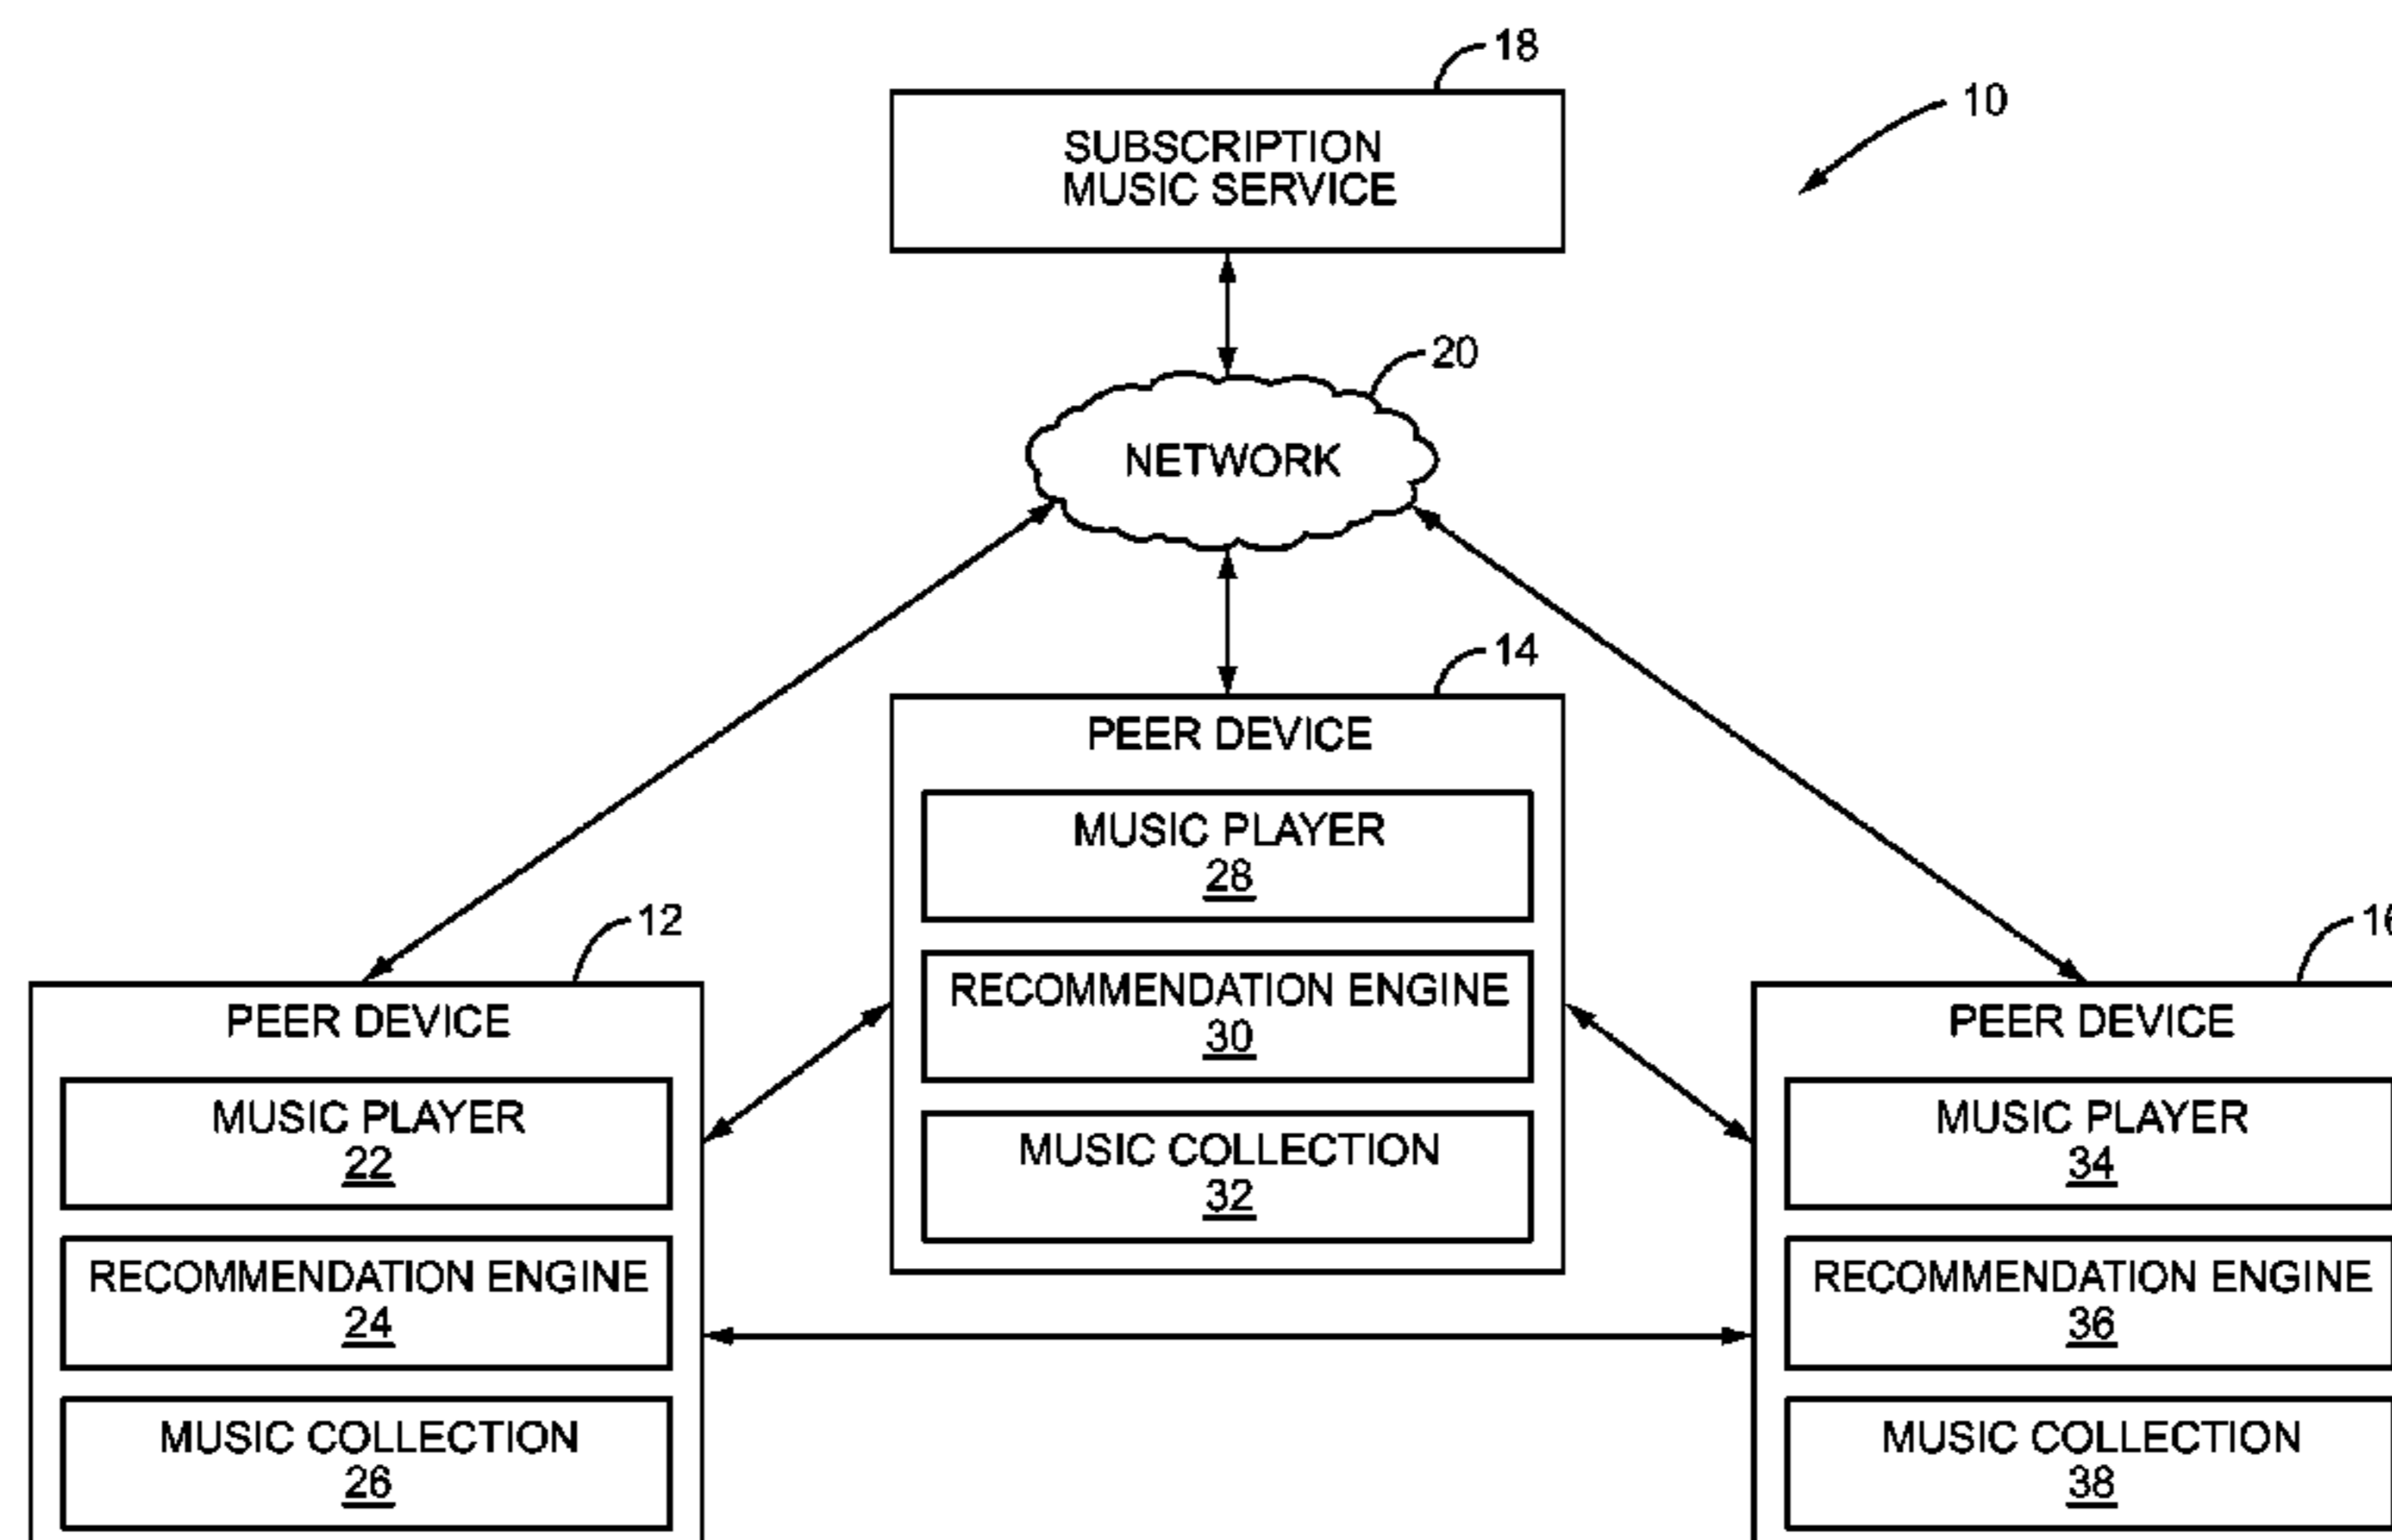 18
10
SUBSCRIPTION
MUSIC SERVICE
20
NETWORK
14
PEER DEVICE
MUSIC PLAYER
28
RECOMMENDATION ENGINE
30
MUSIC COLLECTION
32
12
PEER DEVICE
MUSIC PLAYER
22
RECOMMENDATION ENGINE
24
MUSIC COLLECTION
26
16
PEER DEVICE
MUSIC PLAYER
34
RECOMMENDATION ENGINE
36
MUSIC COLLECTION
38